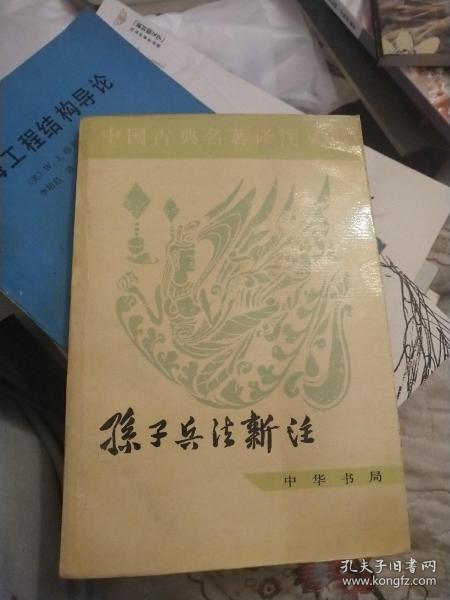 中国古典名著译注
孫子兵法新注
中华书局
工程结构导论
孔夫子旧书网
www.kongfz.com